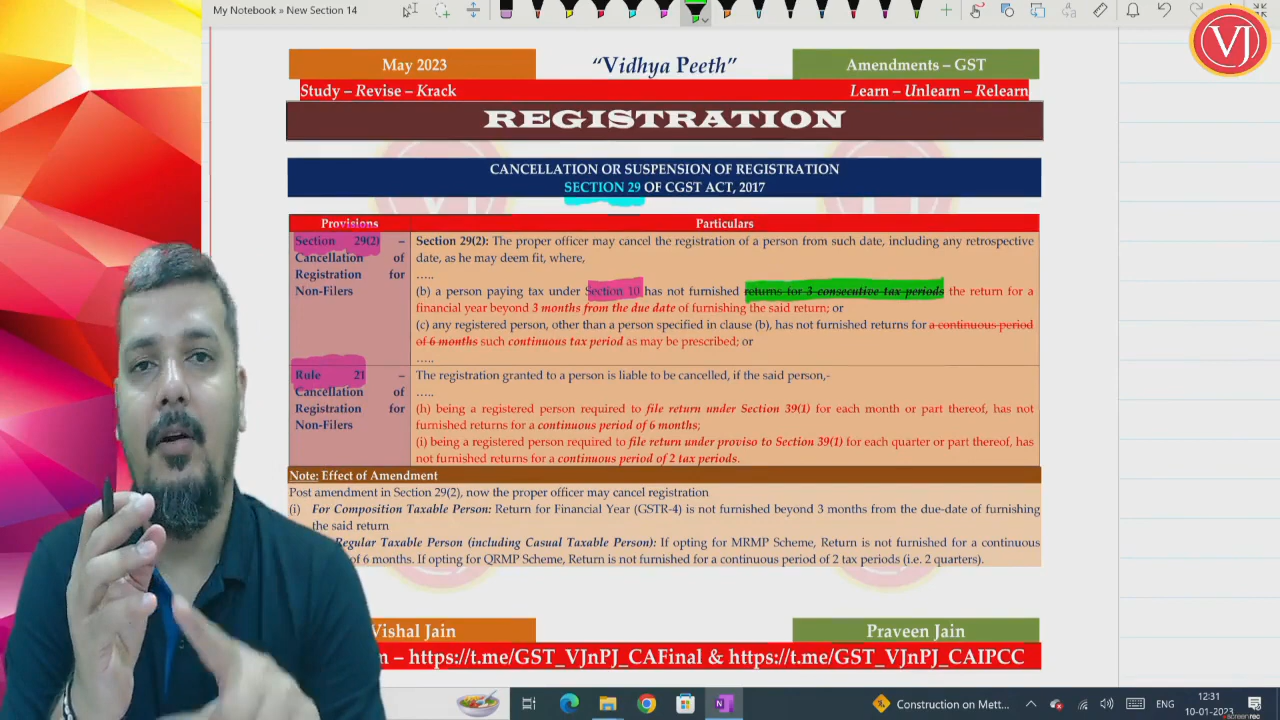 My Notebook » New Section 14
VJ
May 2023
“Vidhya Peeth”
Amendments – GST
Study – Revise – Krack
Learn – Unlearn – Relearn
REGISTRATION
CANCELLATION OR SUSPENSION OF REGISTRATION
SECTION 29 OF CGST ACT, 2017
Provisions
Particulars
Section 29(2) –
Cancellation of
Registration for
Non-Filers
Section 29(2): The proper officer may cancel the registration of a person from such date, including any retrospective
date, as he may deem fit, where,
…..
(b) a person paying tax under Section 10 has not furnished returns for 3 consecutive tax periods the return for a
financial year beyond 3 months from the due date of furnishing the said return; or
(c) any registered person, other than a person specified in clause (b), has not furnished returns for a continuous period
of 6 months such continuous tax period as may be prescribed; or
…..
Rule 21 –
Cancellation of
Registration for
Non-Filers
The registration granted to a person is liable to be cancelled, if the said person,-
…..
(h) being a registered person required to file return under Section 39(1) for each month or part thereof, has not
furnished returns for a continuous period of 6 months;
(i) being a registered person required to file return under proviso to Section 39(1) for each quarter or part thereof, has
not furnished returns for a continuous period of 2 tax periods.
Note: Effect of Amendment
Post amendment in Section 29(2), now the proper officer may cancel registration
(i) For Composition Taxable Person: Return for Financial Year (GSTR-4) is not furnished beyond 3 months from the due-date of furnishing
the said return
Regular Taxable Person (including Casual Taxable Person): If opting for MRMP Scheme, Return is not furnished for a continuous
of 6 months. If opting for QRMP Scheme, Return is not furnished for a continuous period of 2 tax periods (i.e. 2 quarters).
Vishal Jain
Praveen Jain
– https://t.me/GST_VJnPJ_CAFinal & https://t.me/GST_VJnPJ_CAIPCC
Construction on Mett...
ENG
12:31
10-01-2023